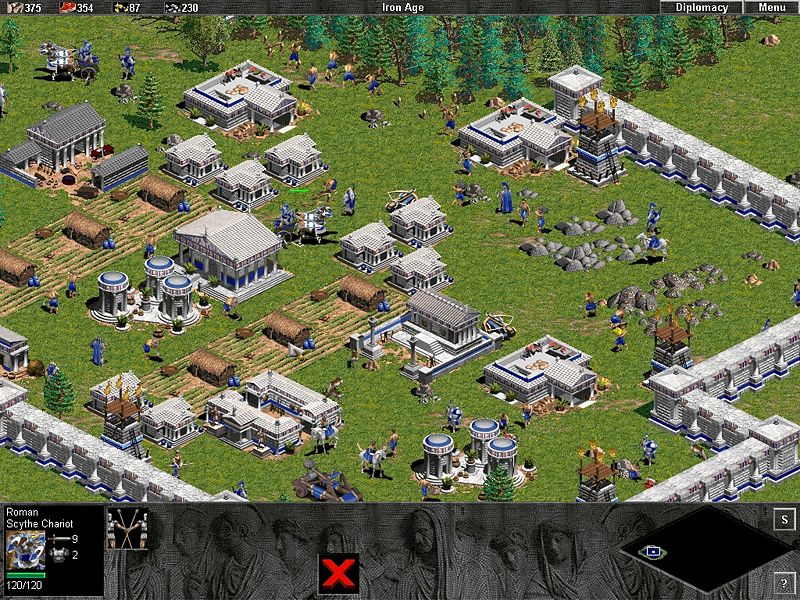 375 354 87 230 Iron Age Diplomacy Menu
Roman
Scythe Chariot
9
2
120/120
S
?